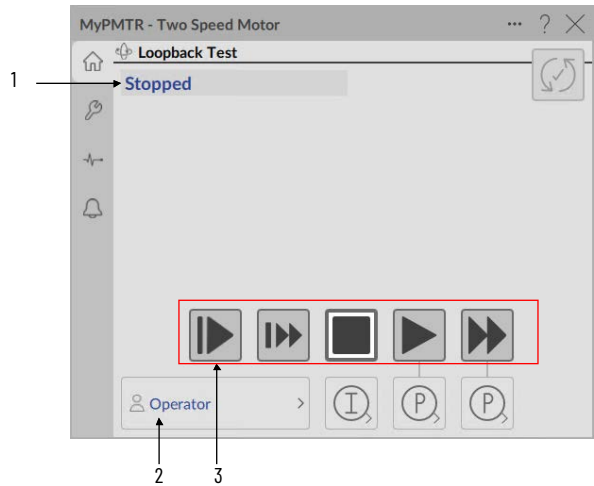 MyPMTR - Two Speed Motor ... ?
Loopback Test
1
Stopped
Operator
I
P
P
2
3